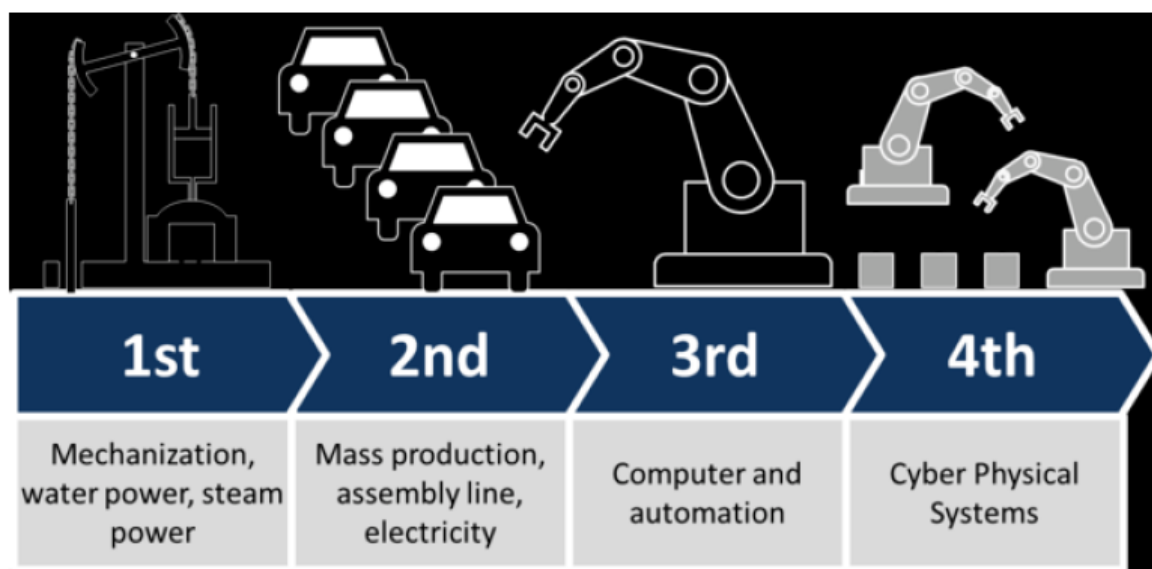 1st
2nd
3rd
4th
Mechanization,
water power, steam
power
Mass production,
assembly line,
electricity
Computer and
automation
Cyber Physical
Systems